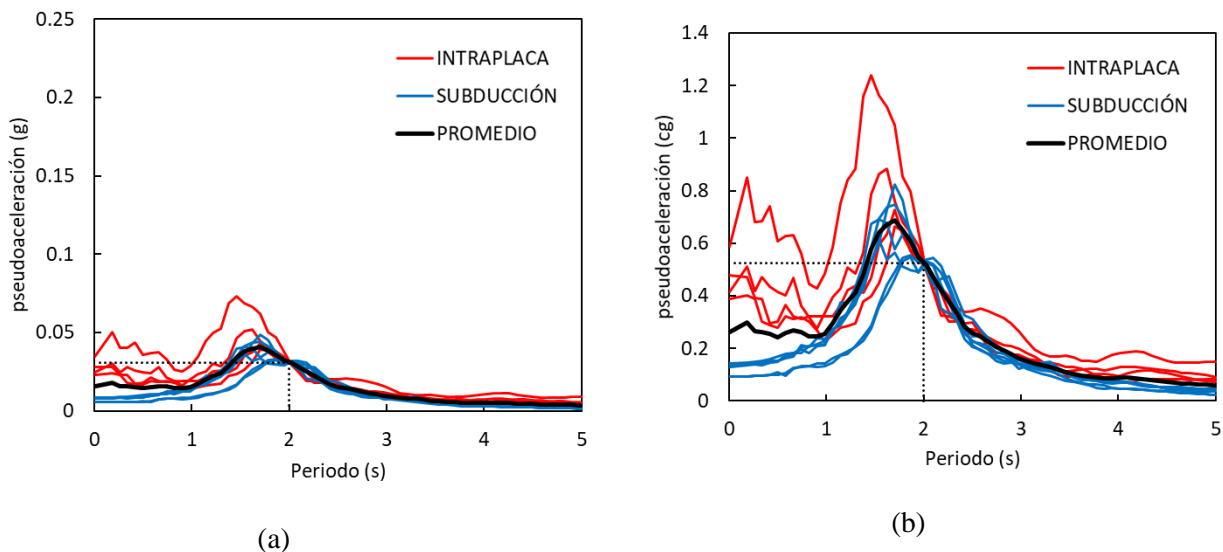 0.25
0.2
0.15
0.1
0.05
0
pseudoaceleración (g)
INTRAPLACA
SUBDUCCIÓN
PROMEDIO
0 1 2 3 4 5
Periodo (s)
(a)
1.4
1.2
1
0.8
0.6
0.4
0.2
0
pseudoaceleración (cg)
INTRAPLACA
SUBDUCCIÓN
PROMEDIO
0 1 2 3 4 5
Periodo (s)
(b)